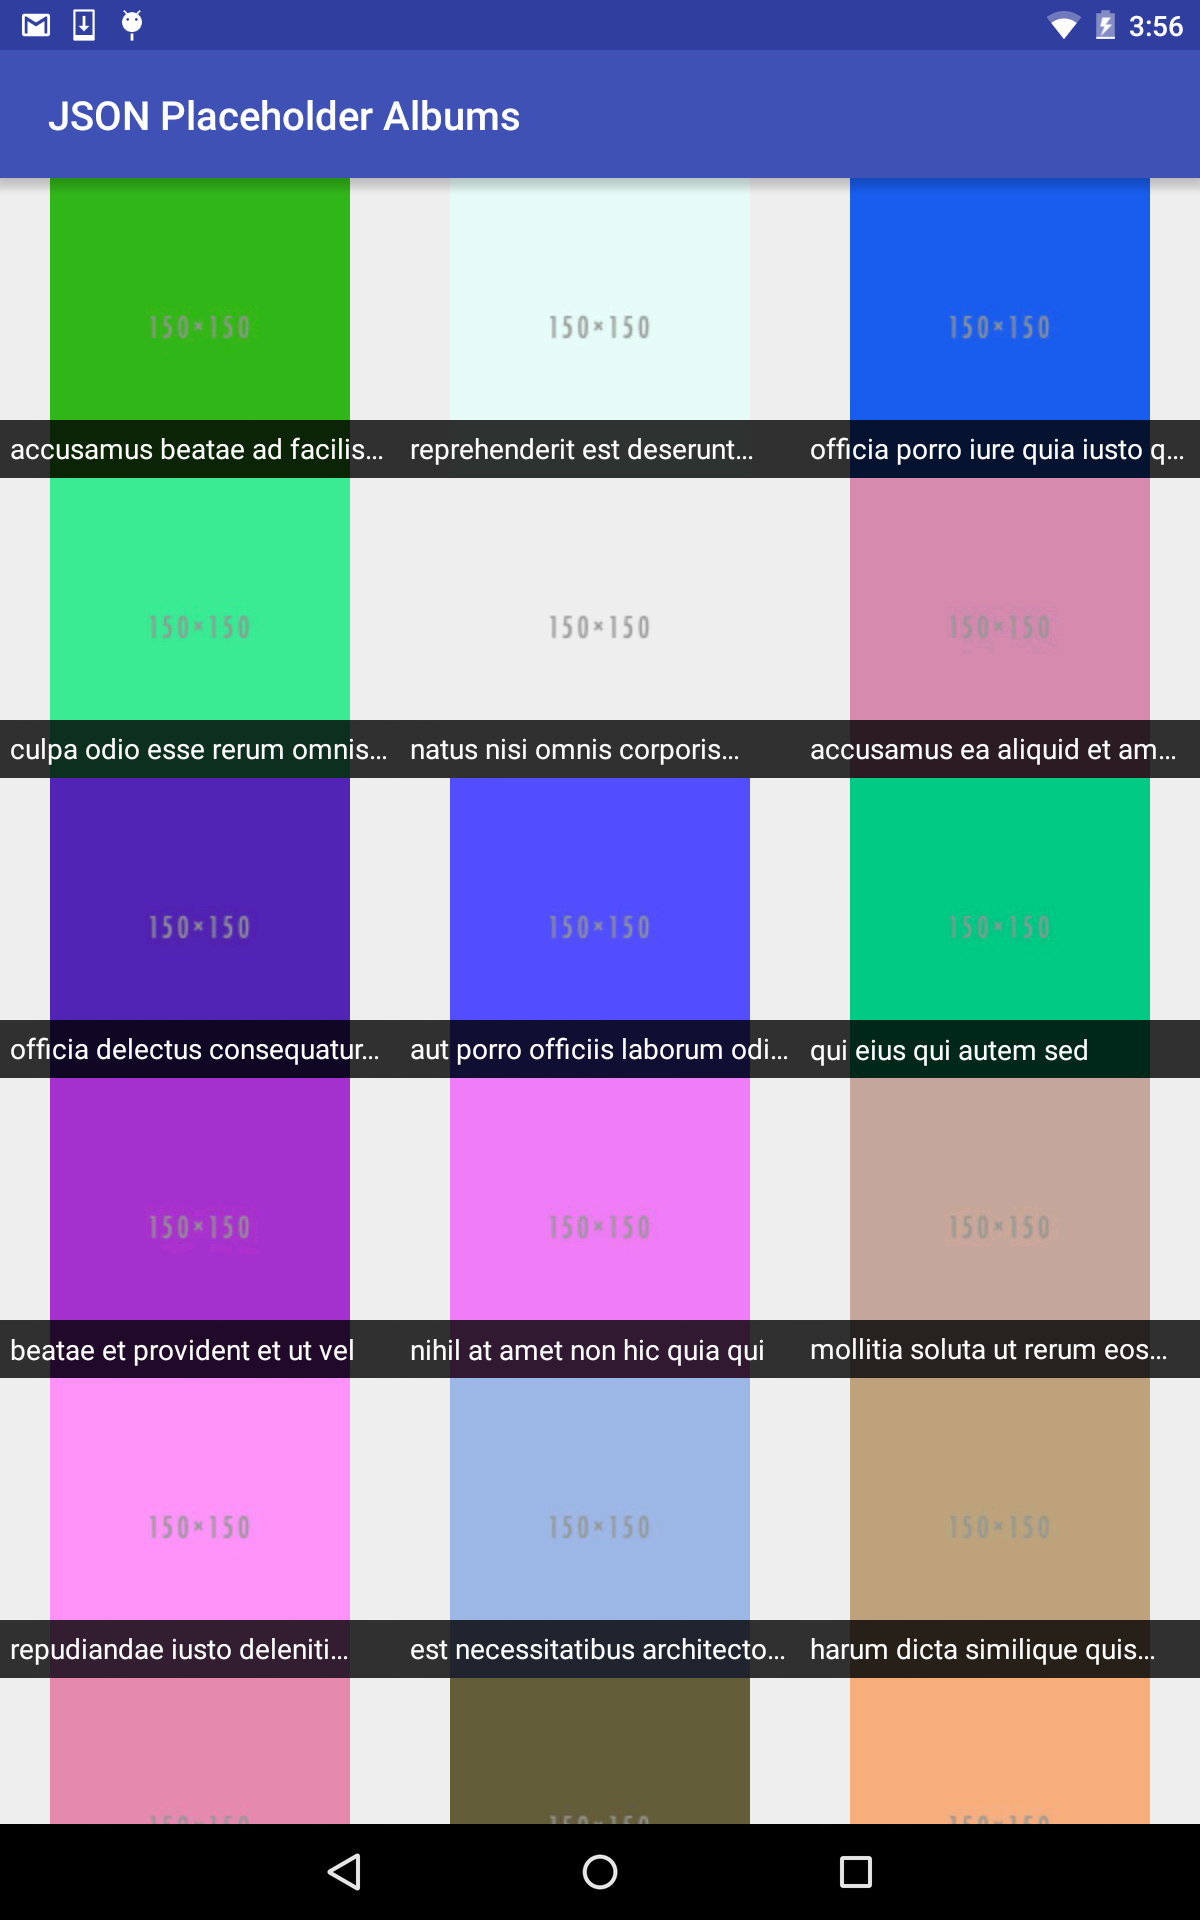 3:56
JSON Placeholder Albums
150×150 150×150 150×150
accusamus beatae ad facilis... reprehenderit est deserunt... officia porro iure quia iusto q...
150×150 150×150 150×150
culpa odio esse rerum omnis... natus nisi omnis corporis... accusamus ea aliquid et am...
150×150 150×150 150×150
officia delectus consequatur... aut porro officiis laborum odi... qui eius qui autem sed
150×150 150×150 150×150
beatae et provident et ut vel nihil at amet non hic quia qui mollitia soluta ut rerum eos...
150×150 150×150 150×150
repudiandae iusto deleniti... est necessitatibus architecto... harum dicta similique quis...